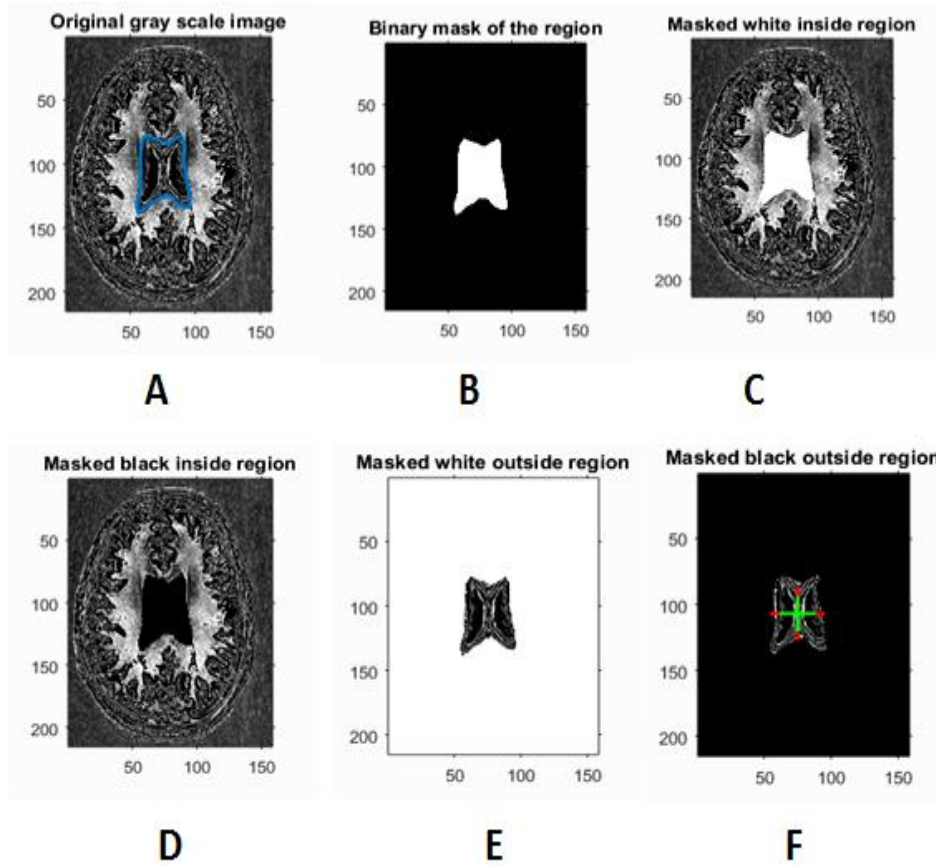 Original gray scale image
Binary mask of the region
Masked white inside region
50
100
150
200
50 100 150
50
100
150
200
50 100 150
50
100
150
200
50 100 150
A B C
Masked black inside region
Masked white outside region
Masked black outside region
50
100
150
200
50 100 150
50
100
150
200
50 100 150
50
100
150
200
50 100 150
D E F